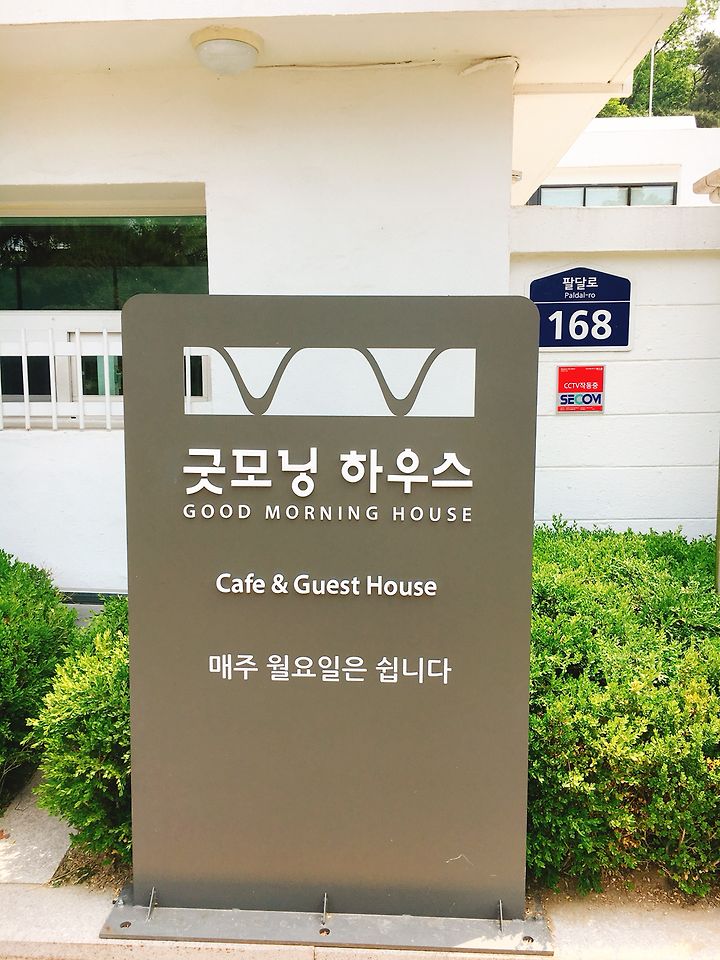 팔달로
Paldal-ro
168
CCTV작동중
SECOM
굿모닝 하우스
GOOD MORNING HOUSE
Cafe & Guest House
매주 월요일은 쉽니다